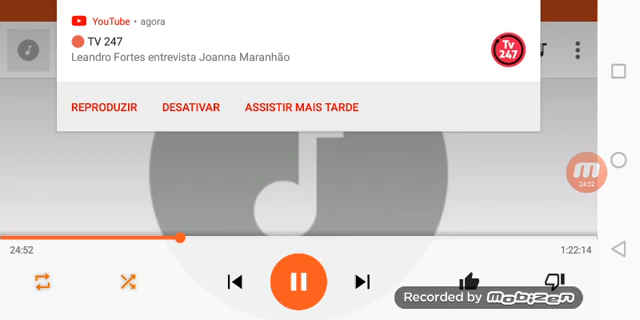 YouTube • agora
TV 247
Leandro Fortes entrevista Joanna Maranhão
Tv
247
REPRODUZIR DESATIVAR ASSISTIR MAIS TARDE
24:52
24:52 1:22:14
Recorded by mobizen